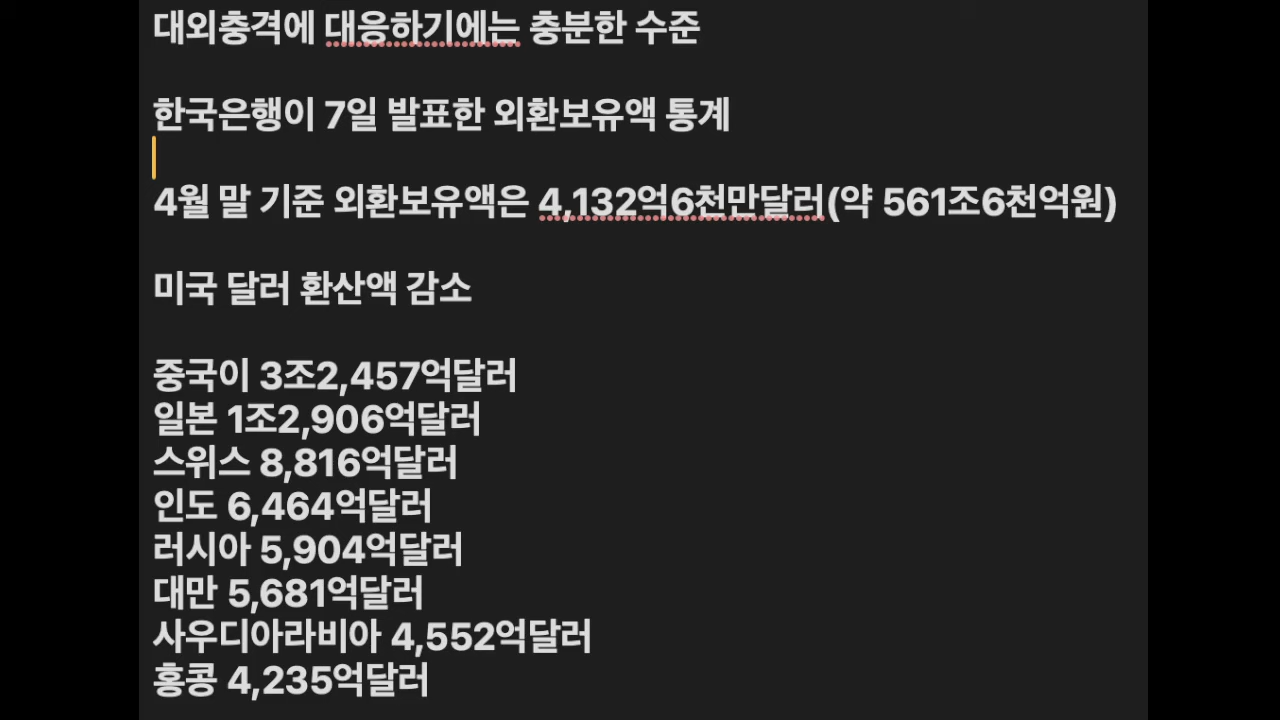 대외충격에 대응하기에는 충분한 수준
한국은행이 7일 발표한 외환보유액 통계
4월 말 기준 외환보유액은 4,132억6천만달러(약 561조6천억원)
미국 달러 환산액 감소
중국이 3조2,457억달러
일본 1조2,906억달러
스위스 8,816억달러
인도 6,464억달러
러시아 5,904억달러
대만 5,681억달러
사우디아라비아 4,552억달러
홍콩 4,235억달러